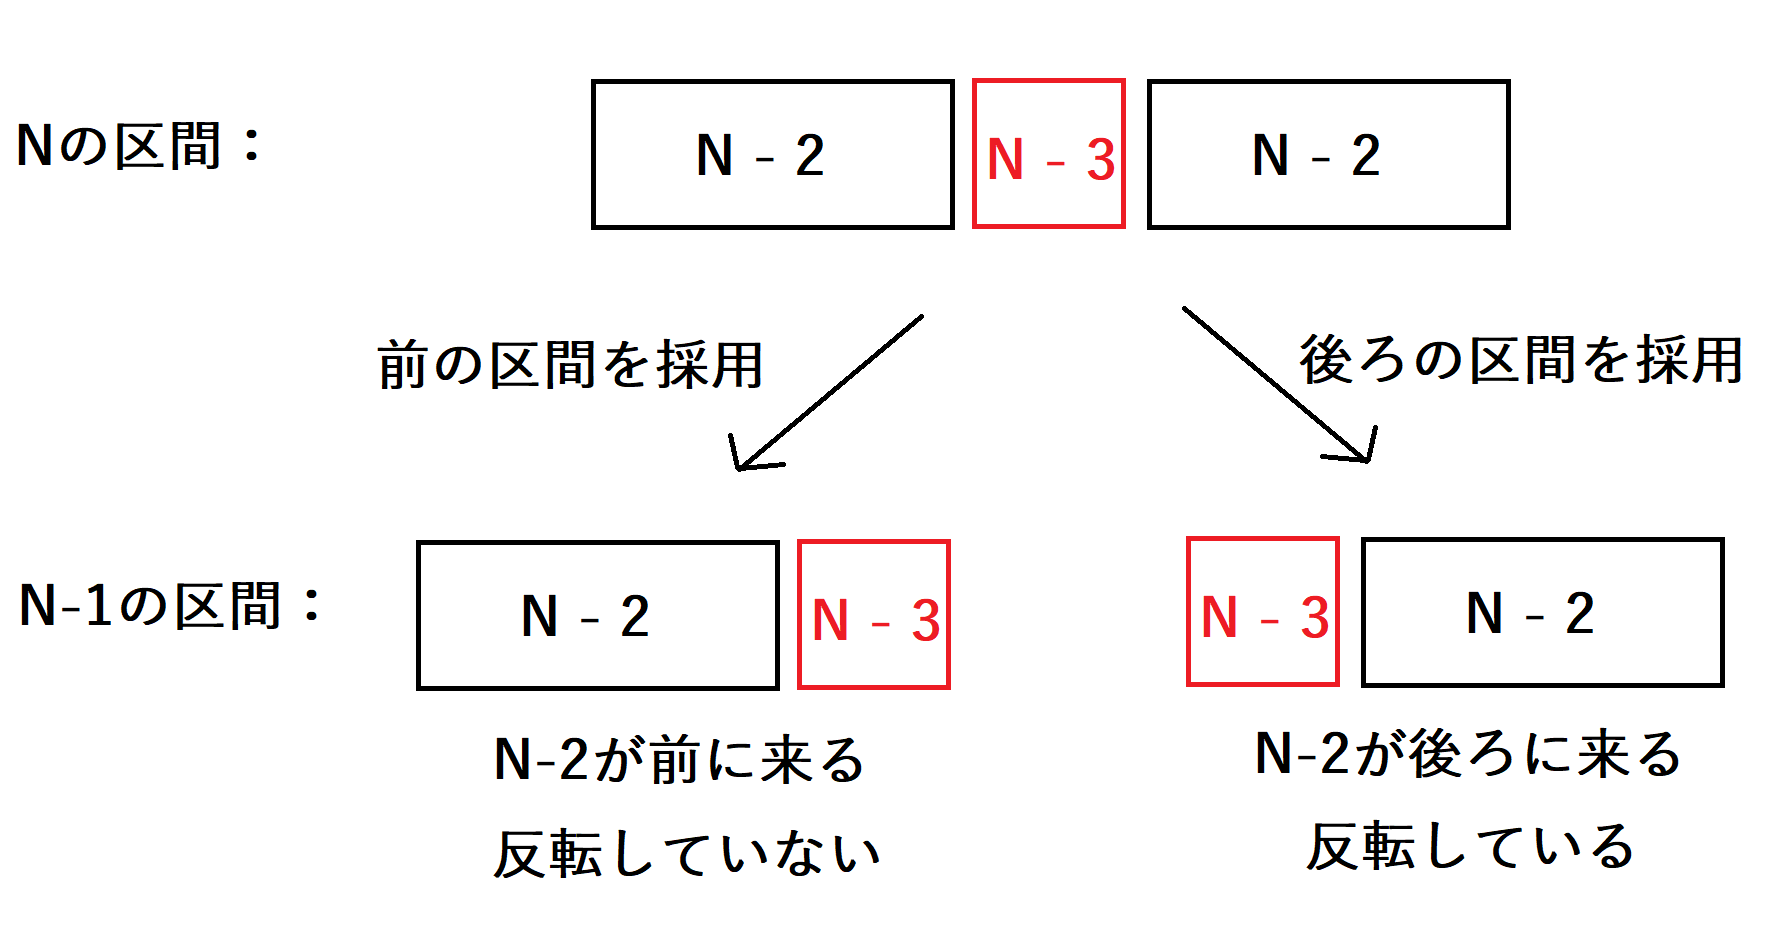 Nの区間：
N - 2
N - 3
N - 2
前の区間を採用
後ろの区間を採用
N-1の区間：
N - 2
N - 3
N - 3
N - 2
N-2が前に来る
反転していない
N-2が後ろに来る
反転している